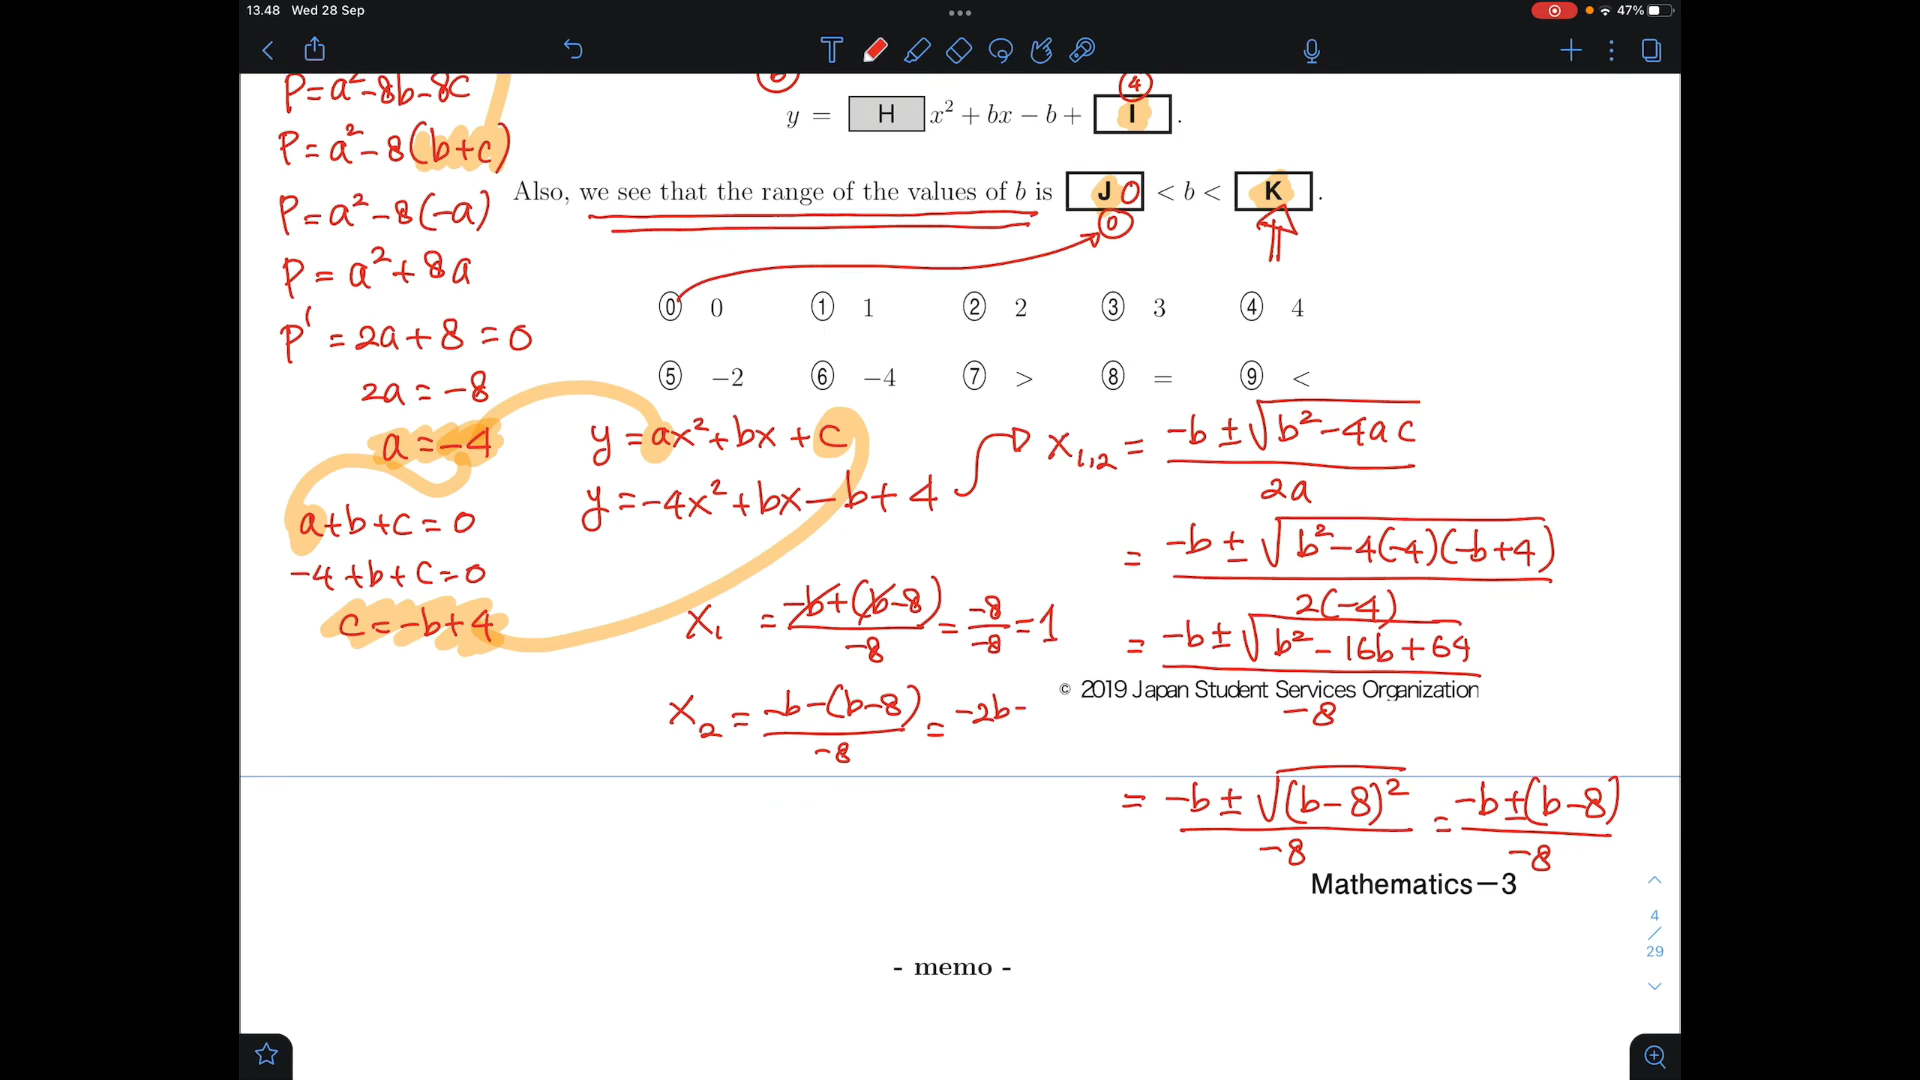 13.48 Wed 28 Sep
47%
P=a²-8b-8c
P=a²-8(b+c)
P=a²-8(-a)
P=a²+8a
P'=2a+8=0
2a=-8
a=-4
a+b+c=0
-4+b+c=0
c=-b+4
④
y = H x² + bx − b + I .
Also, we see that the range of the values of b is J 0 < b < K .
⓪
⓪ 0 ① 1 ② 2 ③ 3 ④ 4
⑤ −2 ⑥ −4 ⑦ > ⑧ = ⑨ <
y=ax²+bx+c
y=-4x²+bx-b+4
x₁,₂ = (-b±√(b²-4ac))/2a
= (-b±√(b²-4(-4)(-b+4)))/2(-4)
= (-b±√(b²-16b+64))/-8
= (-b±√(b-8)²)/-8 = (-b±(b-8))/-8
x₁ = (-b+(b-8))/-8 = -8/-8 = 1
x₂ = (-b-(b-8))/-8 = -2b-
© 2019 Japan Student Services Organization
Mathematics−3
4
/
29
- memo -